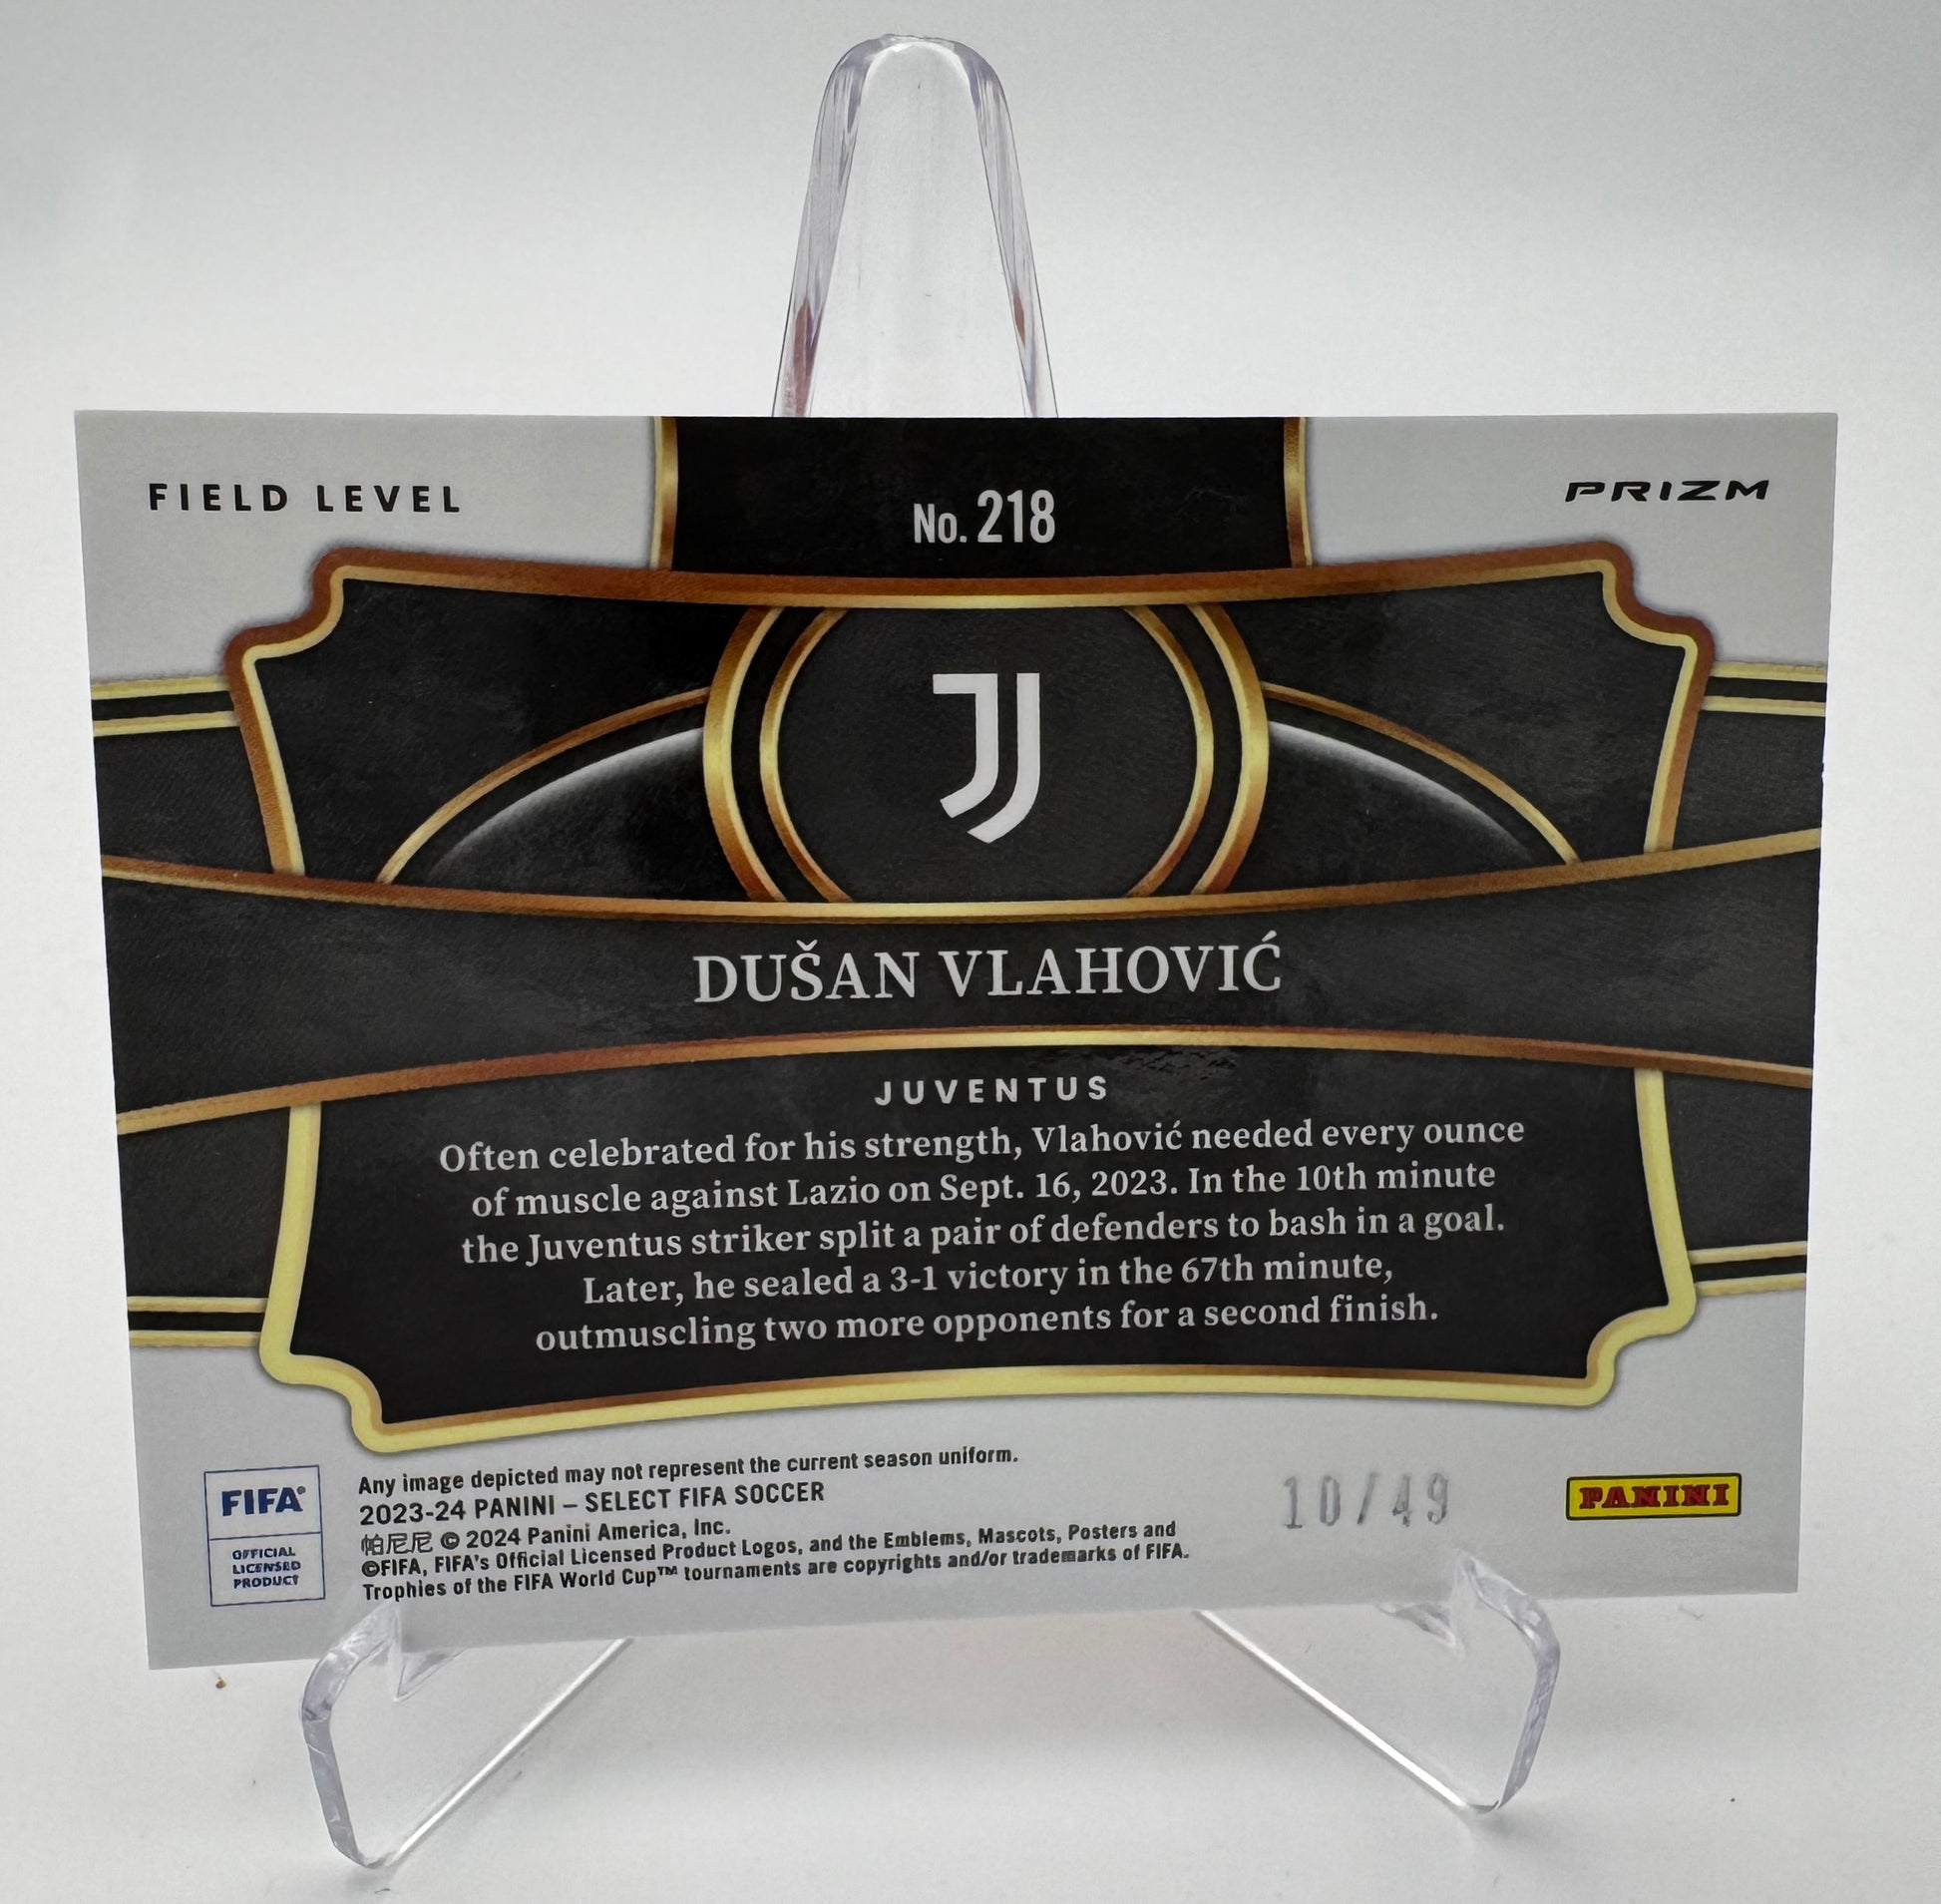 FIELD LEVEL
No. 218
PRIZM
DUŠAN VLAHOVIĆ
JUVENTUS
Often celebrated for his strength, Vlahović needed every ounce
of muscle against Lazio on Sept. 16, 2023. In the 10th minute
the Juventus striker split a pair of defenders to bash in a goal.
Later, he sealed a 3-1 victory in the 67th minute,
outmuscling two more opponents for a second finish.
FIFA®
OFFICIAL
LICENSED
PRODUCT
Any image depicted may not represent the current season uniform.
2023-24 PANINI – SELECT FIFA SOCCER
帕尼尼 © 2024 Panini America, Inc.
©FIFA, FIFA's Official Licensed Product Logos, and the Emblems, Mascots, Posters and
Trophies of the FIFA World Cup™ tournaments are copyrights and/or trademarks of FIFA.
10/49
PANINI